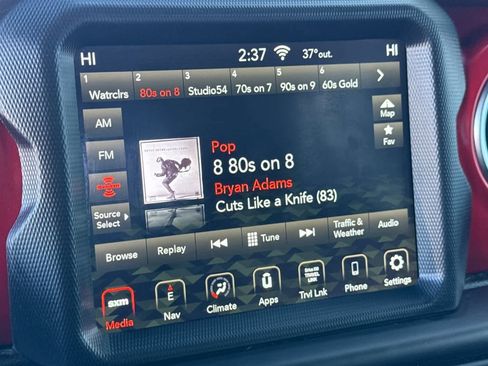 HI 2:37 37°out. HI
1 2 3 4 5 6
Watrclrs 80s on 8 Studio54 70s on 7 90s on 9 60s Gold
AM
Map
FM
Fav
Pop
8 80s on 8
Bryan Adams
Cuts Like a Knife (83)
Source
Select
Browse Replay Tune Traffic &
Weather Audio
sxm E
Media Nav Climate Apps Trvl Lnk Phone Settings